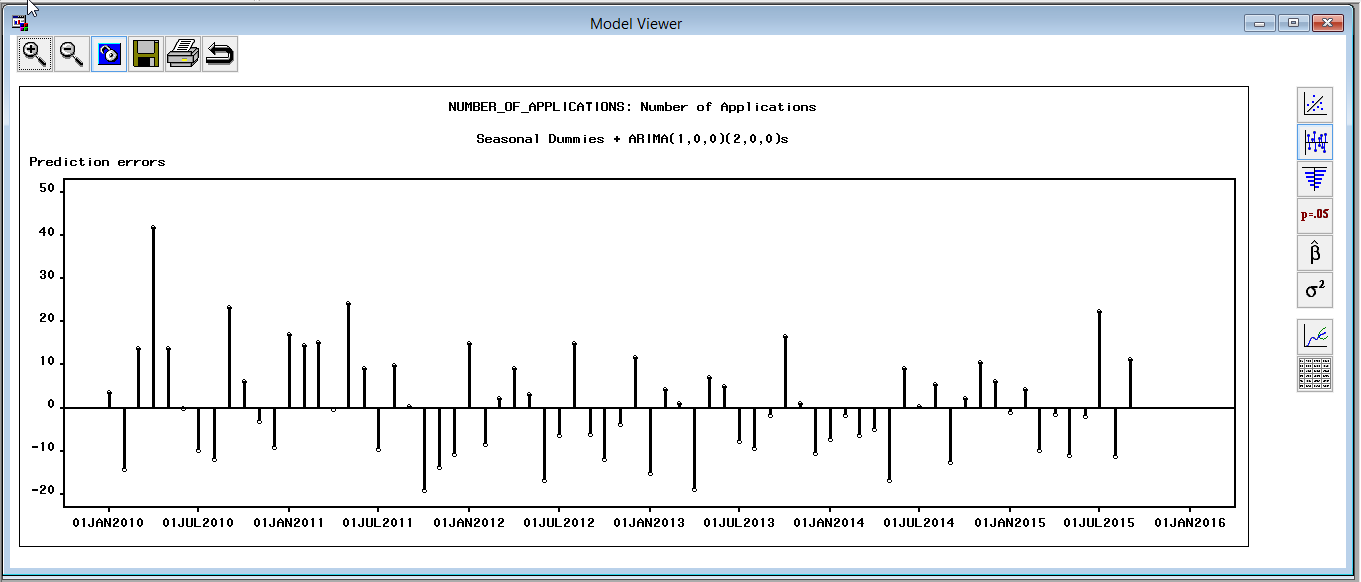 Model Viewer
NUMBER_OF_APPLICATIONS: Number of Applications
Seasonal Dummies + ARIMA(1,0,0)(2,0,0)s
Prediction errors
50
40
30
20
10
0
-10
-20
01JAN2010 01JUL2010 01JAN2011 01JUL2011 01JAN2012 01JUL2012 01JAN2013 01JUL2013 01JAN2014 01JUL2014 01JAN2015 01JUL2015 01JAN2016
p=.05
β̂
σ²